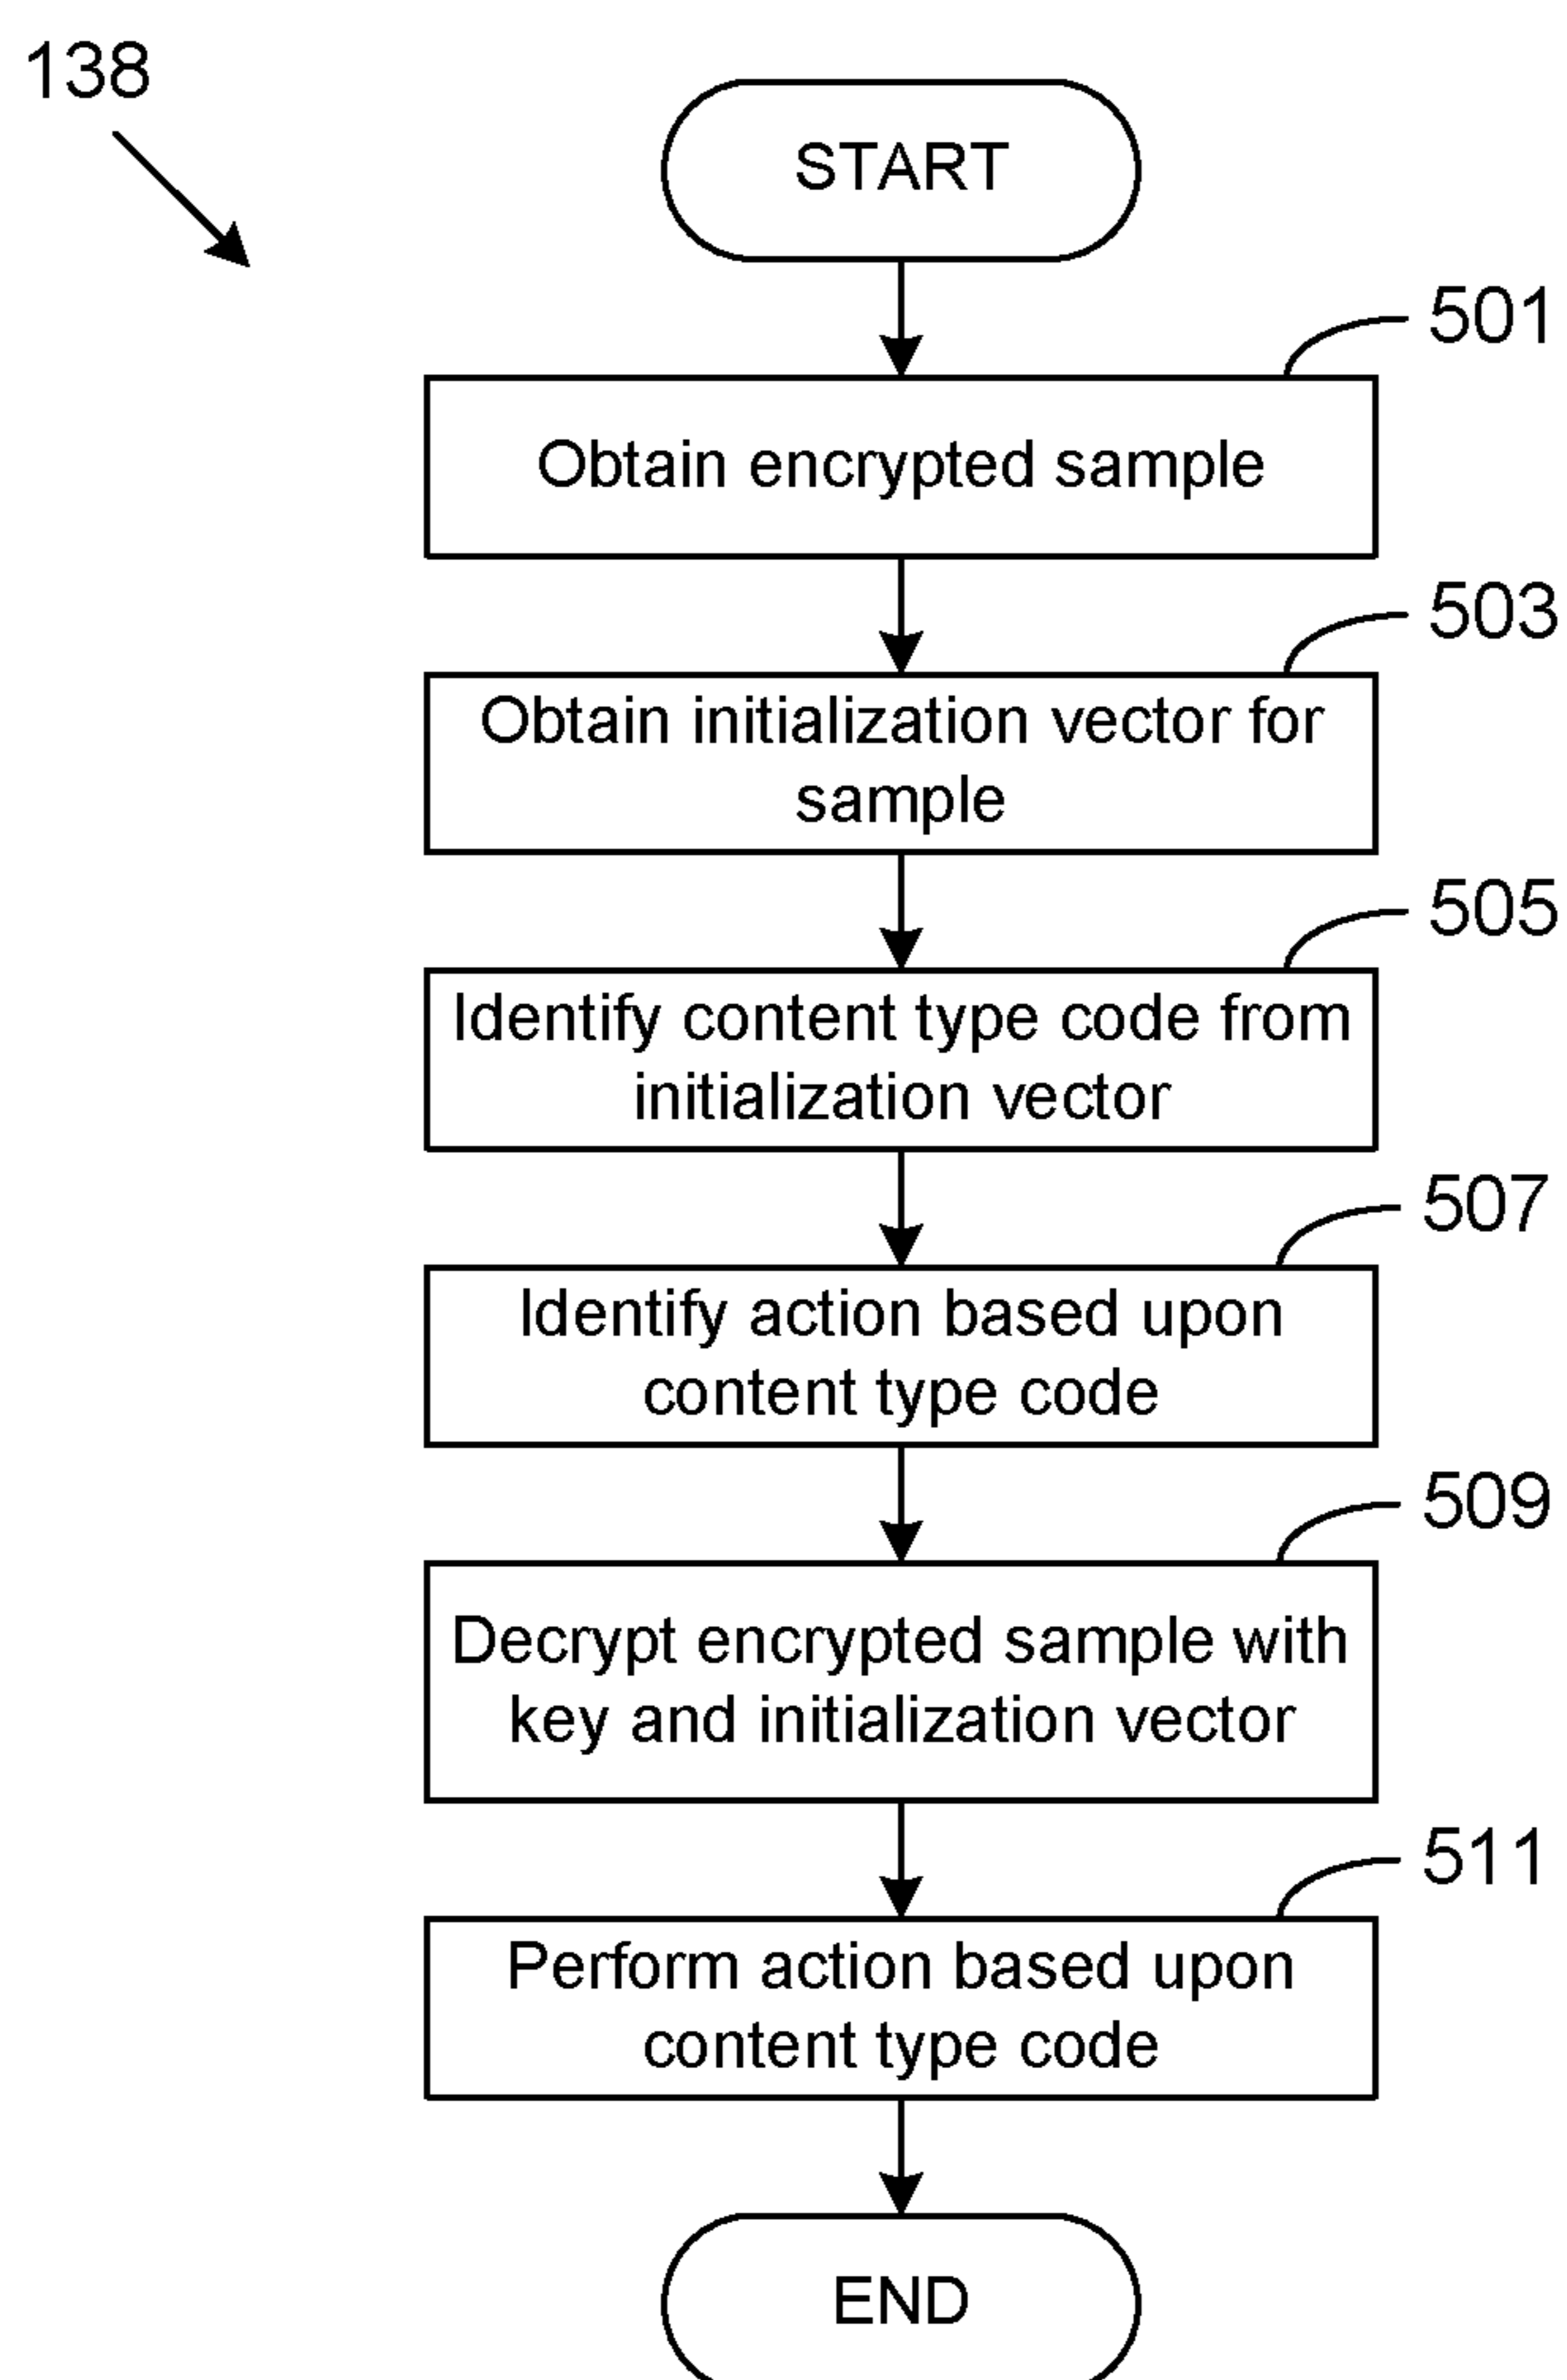 138
START
501
Obtain encrypted sample
503
Obtain initialization vector for
sample
505
Identify content type code from
initialization vector
507
Identify action based upon
content type code
509
Decrypt encrypted sample with
key and initialization vector
511
Perform action based upon
content type code
END